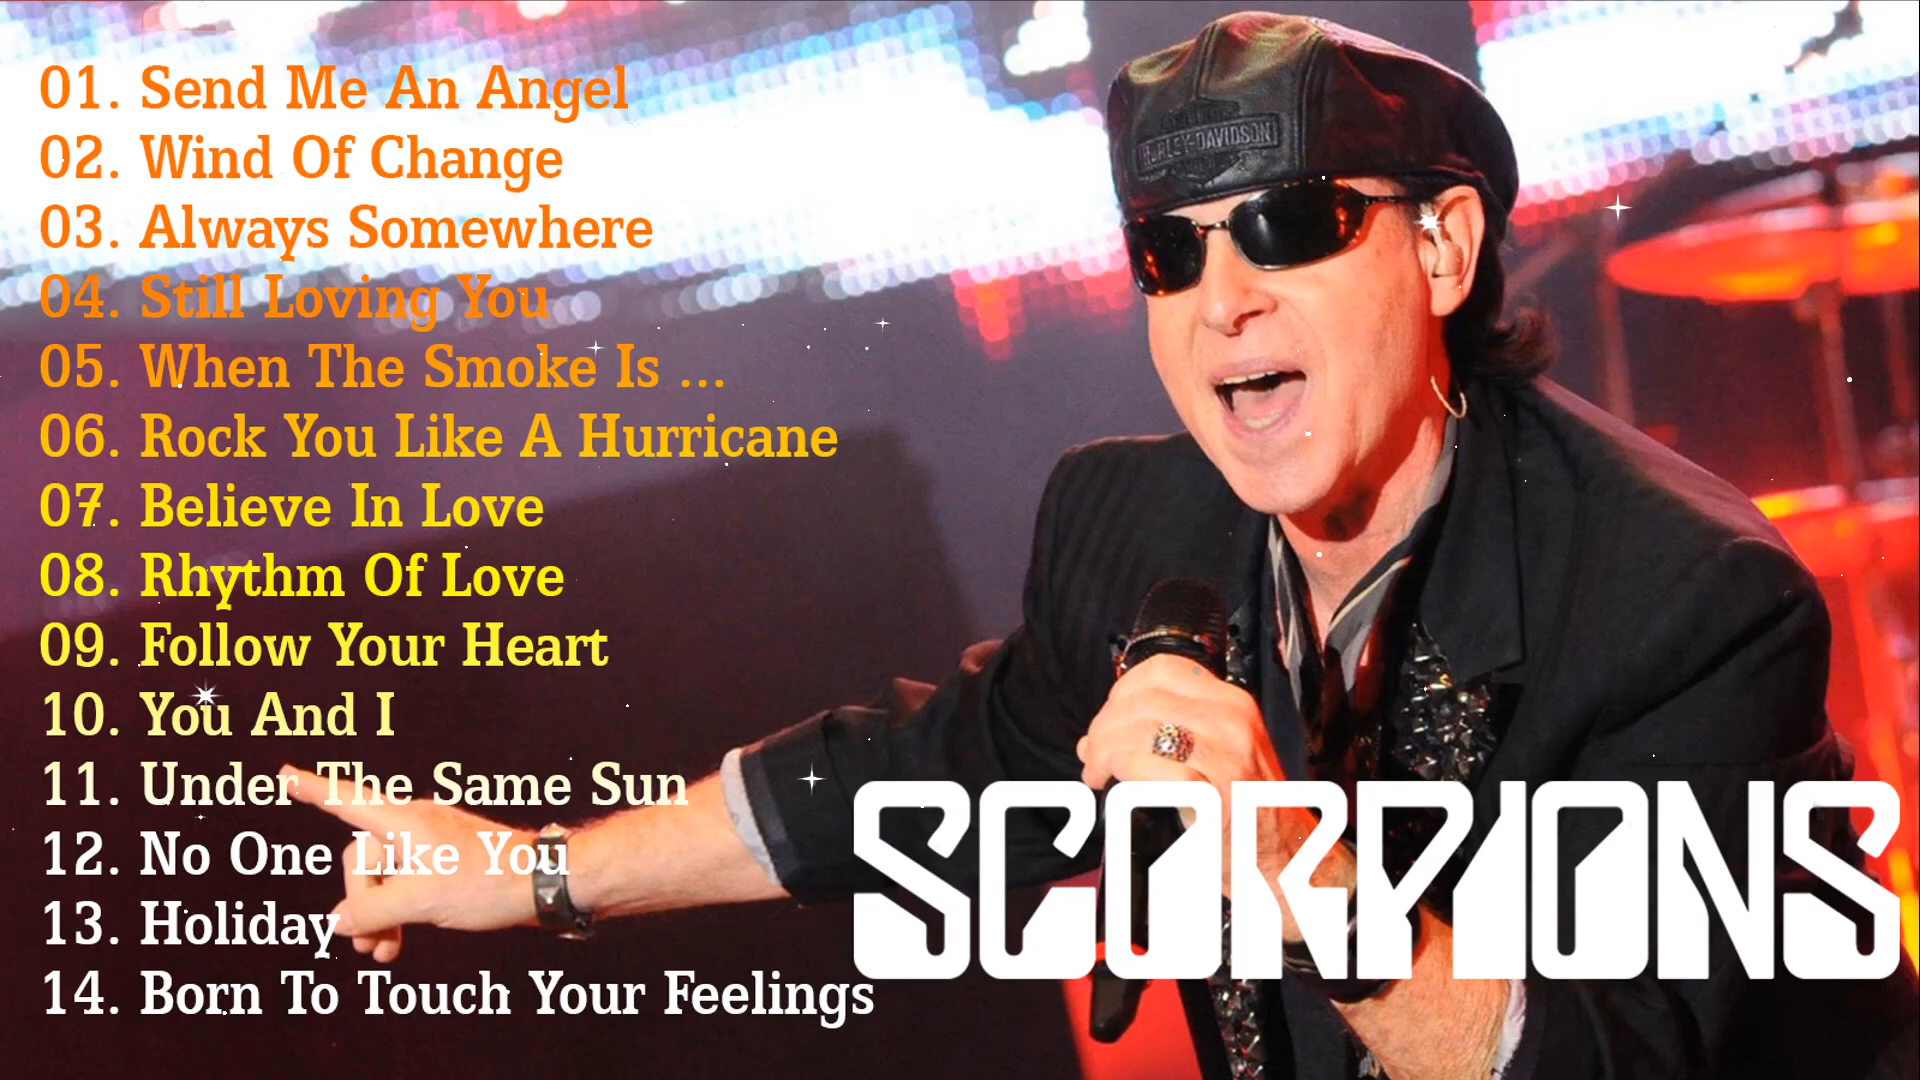 01. Send Me An Angel
02. Wind Of Change
03. Always Somewhere
04. Still Loving You
05. When The Smoke Is ...
06. Rock You Like A Hurricane
07. Believe In Love
08. Rhythm Of Love
09. Follow Your Heart
10. You And I
11. Under The Same Sun
12. No One Like You
13. Holiday
14. Born To Touch Your Feelings
HARLEY-DAVIDSON
SCORPIONS